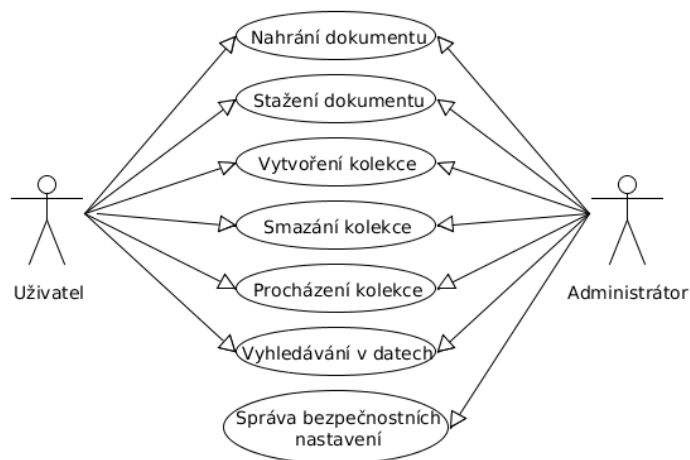 Nahrání dokumentu
Stažení dokumentu
Vytvoření kolekce
Smazání kolekce
Uživatel
Procházení kolekce
Administrátor
Vyhledávání v datech
Správa bezpečnostních
nastavení